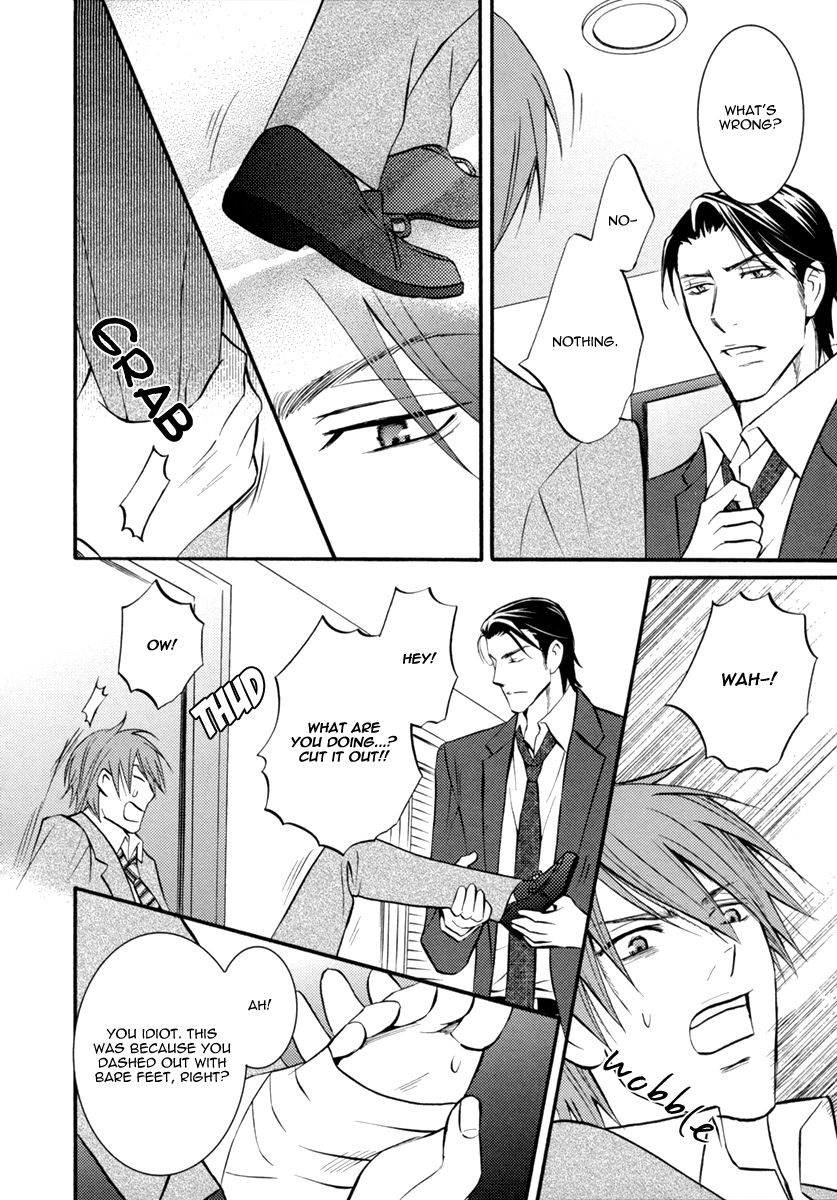 WHAT'S
WRONG?
NO-
NOTHING.
GRAB
WAH-!
wobble
HEY!
WHAT ARE
YOU DOING...?
CUT IT OUT!!
THUD
OW!
AH!
YOU IDIOT. THIS
WAS BECAUSE YOU
DASHED OUT WITH
BARE FEET, RIGHT?